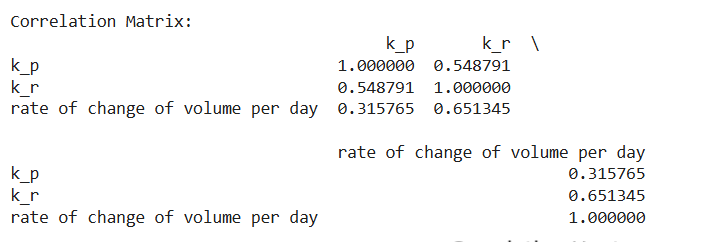 Correlation Matrix:
k_p k_r \
k_p 1.000000 0.548791
k_r 0.548791 1.000000
rate of change of volume per day 0.315765 0.651345
rate of change of volume per day
k_p 0.315765
k_r 0.651345
rate of change of volume per day 1.000000